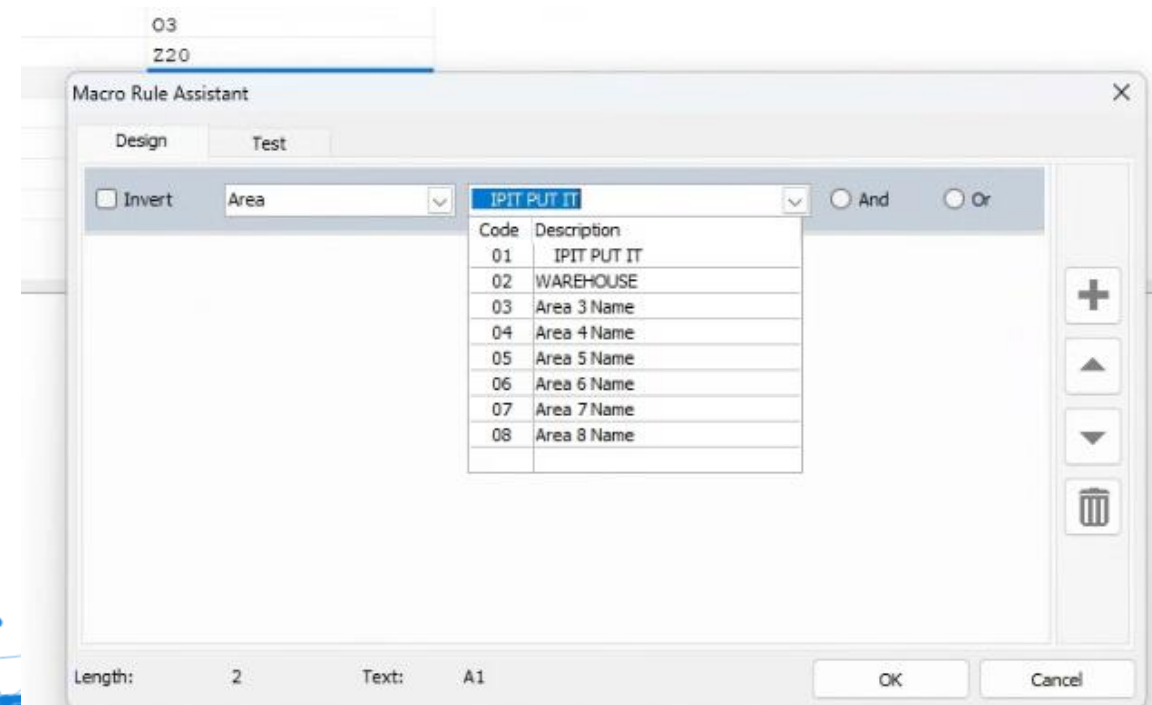 O3
Z20
Macro Rule Assistant
Design Test
Invert Area IPIT PUT IT And Or
Code Description
01 IPIT PUT IT
02 WAREHOUSE
03 Area 3 Name
04 Area 4 Name
05 Area 5 Name
06 Area 6 Name
07 Area 7 Name
08 Area 8 Name
Length: 2 Text: A1 OK Cancel